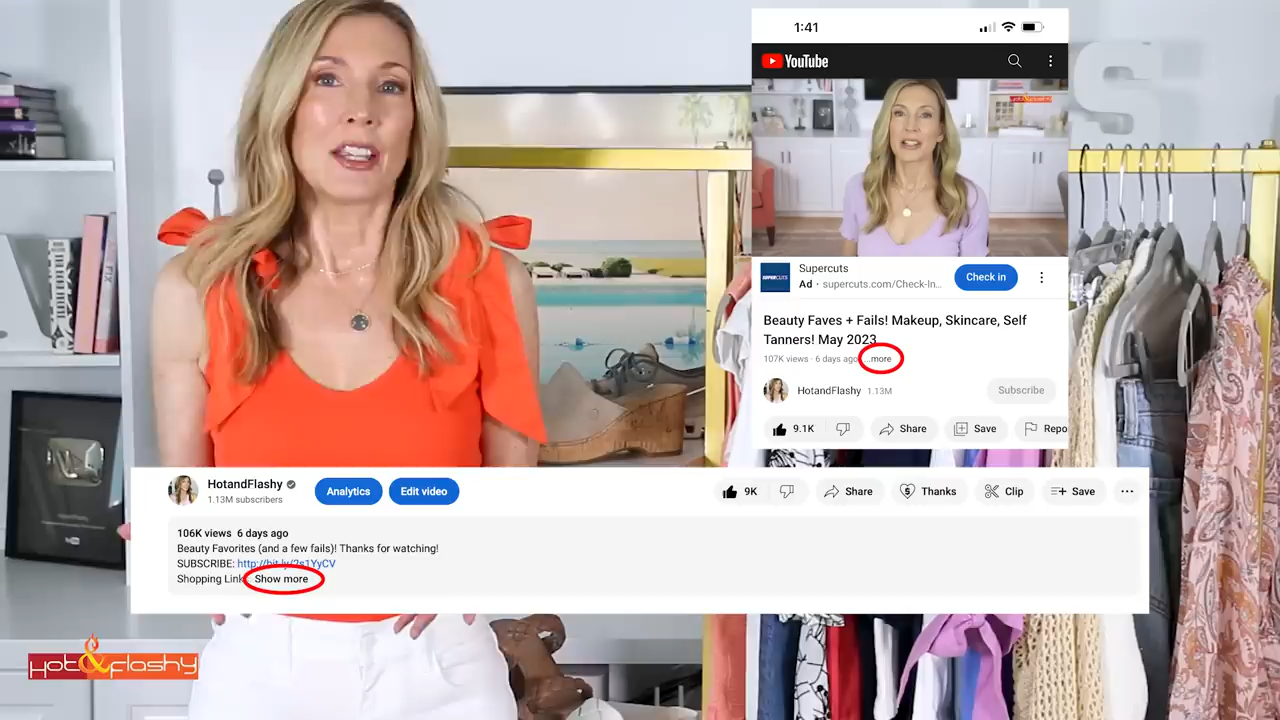 1:41
YouTube
Supercuts
SUPERCUTS
Ad · supercuts.com/Check-In...
Check in
Beauty Faves + Fails! Makeup, Skincare, Self
Tanners! May 2023
107K views · 6 days ago ...more
HotandFlashy 1.13M
Subscribe
9.1K
Share
Save
Repo
HotandFlashy
1.13M subscribers
Analytics
Edit video
9K
Share
Thanks
Clip
Save
106K views 6 days ago
Beauty Favorites (and a few fails)! Thanks for watching!
SUBSCRIBE: http://bit.ly/2s1YyCV
Shopping Link Show more
Hot & Flashy